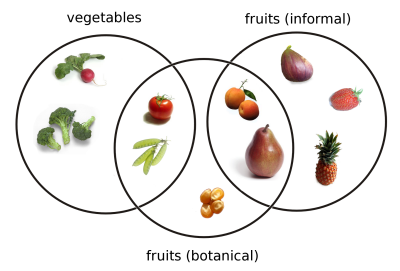 vegetables
fruits (informal)
fruits (botanical)